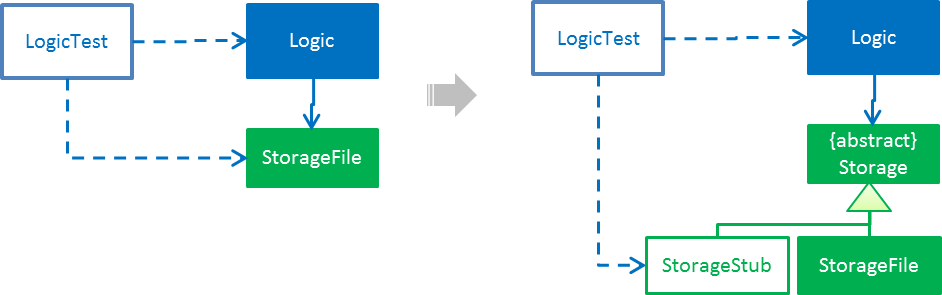 LogicTest
Logic
StorageFile
LogicTest
Logic
{abstract}
Storage
StorageStub
StorageFile